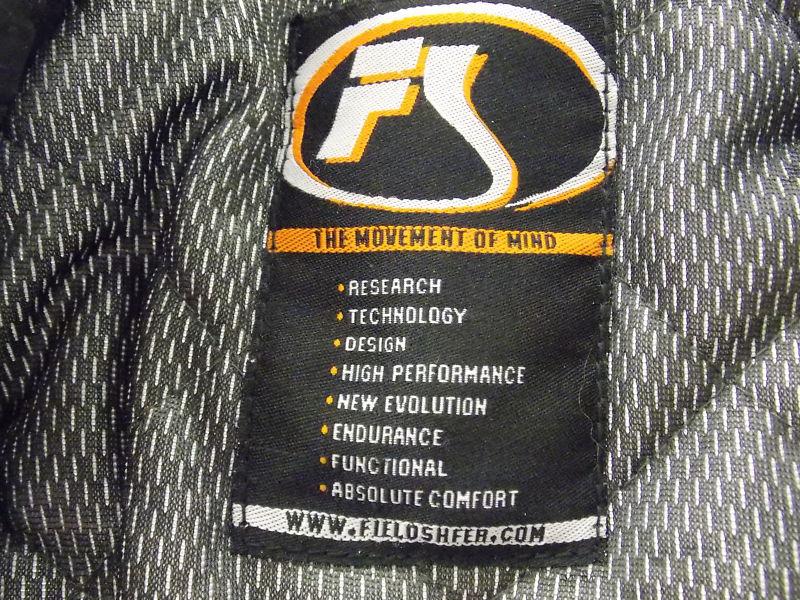 FS
THE MOVEMENT OF MIND
• RESEARCH
• TECHNOLOGY
• DESIGN
• HIGH PERFORMANCE
• NEW EVOLUTION
• ENDURANCE
• FUNCTIONAL
• ABSOLUTE COMFORT
WWW.FIELDSHEER.COM